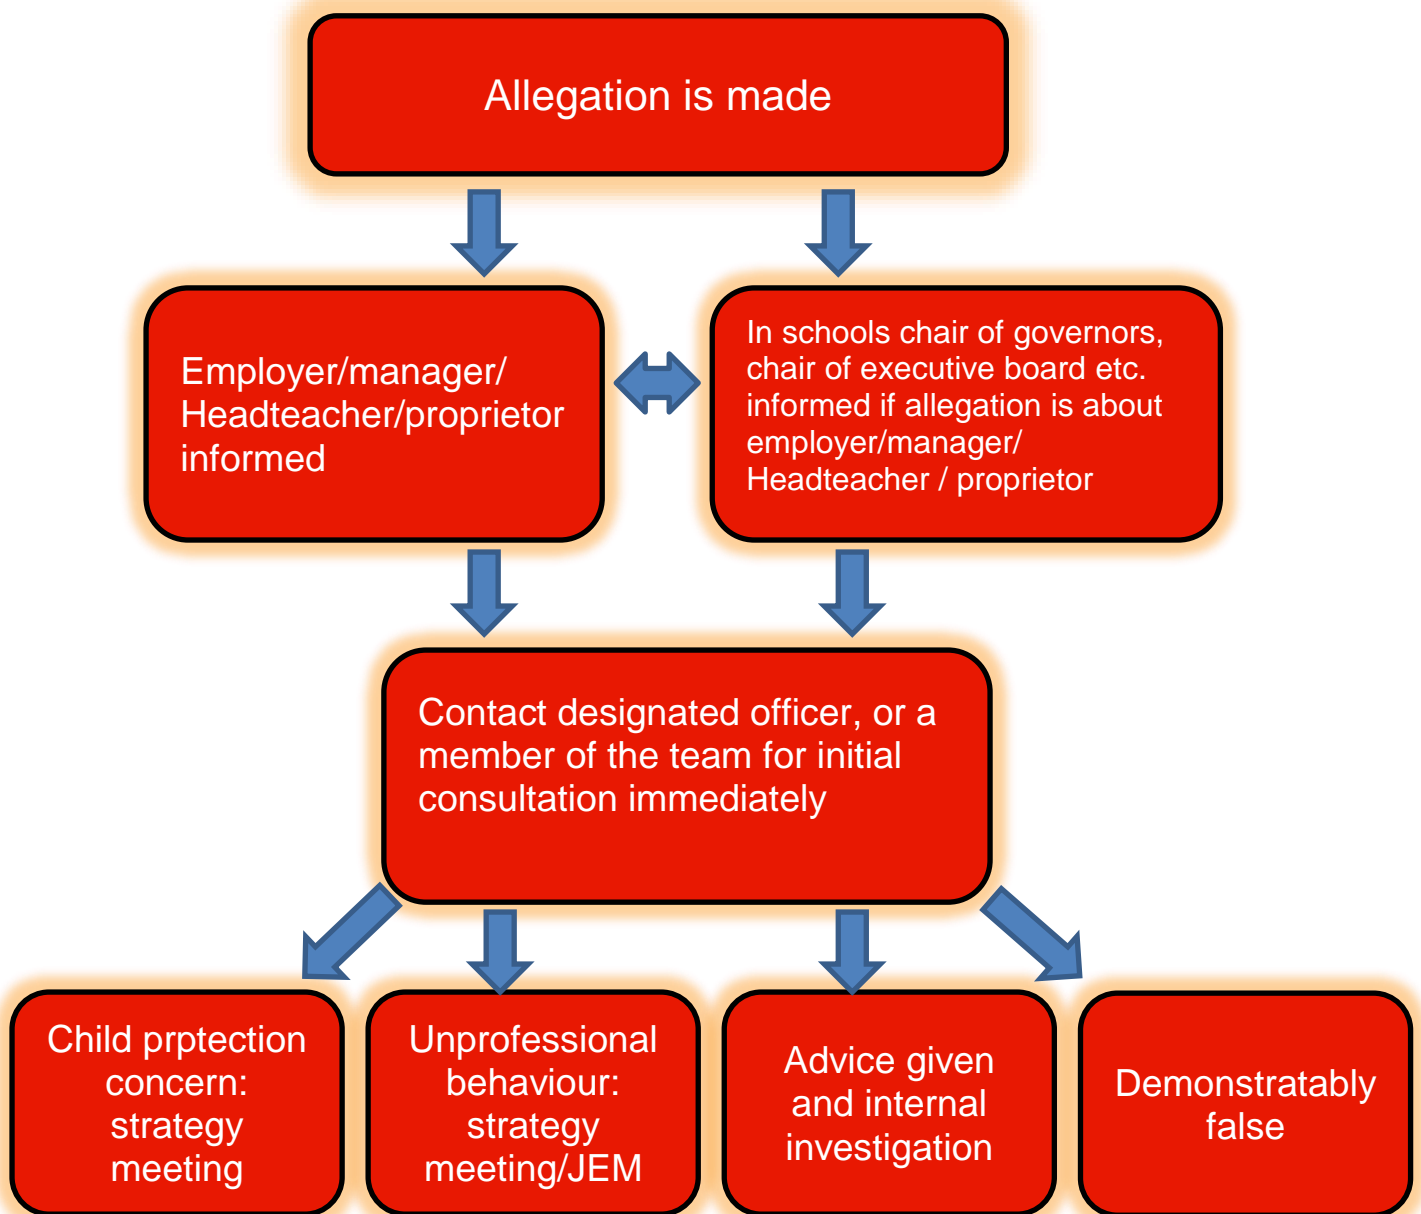 Allegation is made
Employer/manager/
Headteacher/proprietor
informed
In schools chair of governors,
chair of executive board etc.
informed if allegation is about
employer/manager/
Headteacher / proprietor
Contact designated officer, or a
member of the team for initial
consultation immediately
Child prptection
concern:
strategy
meeting
Unprofessional
behaviour:
strategy
meeting/JEM
Advice given
and internal
investigation
Demonstratably
false